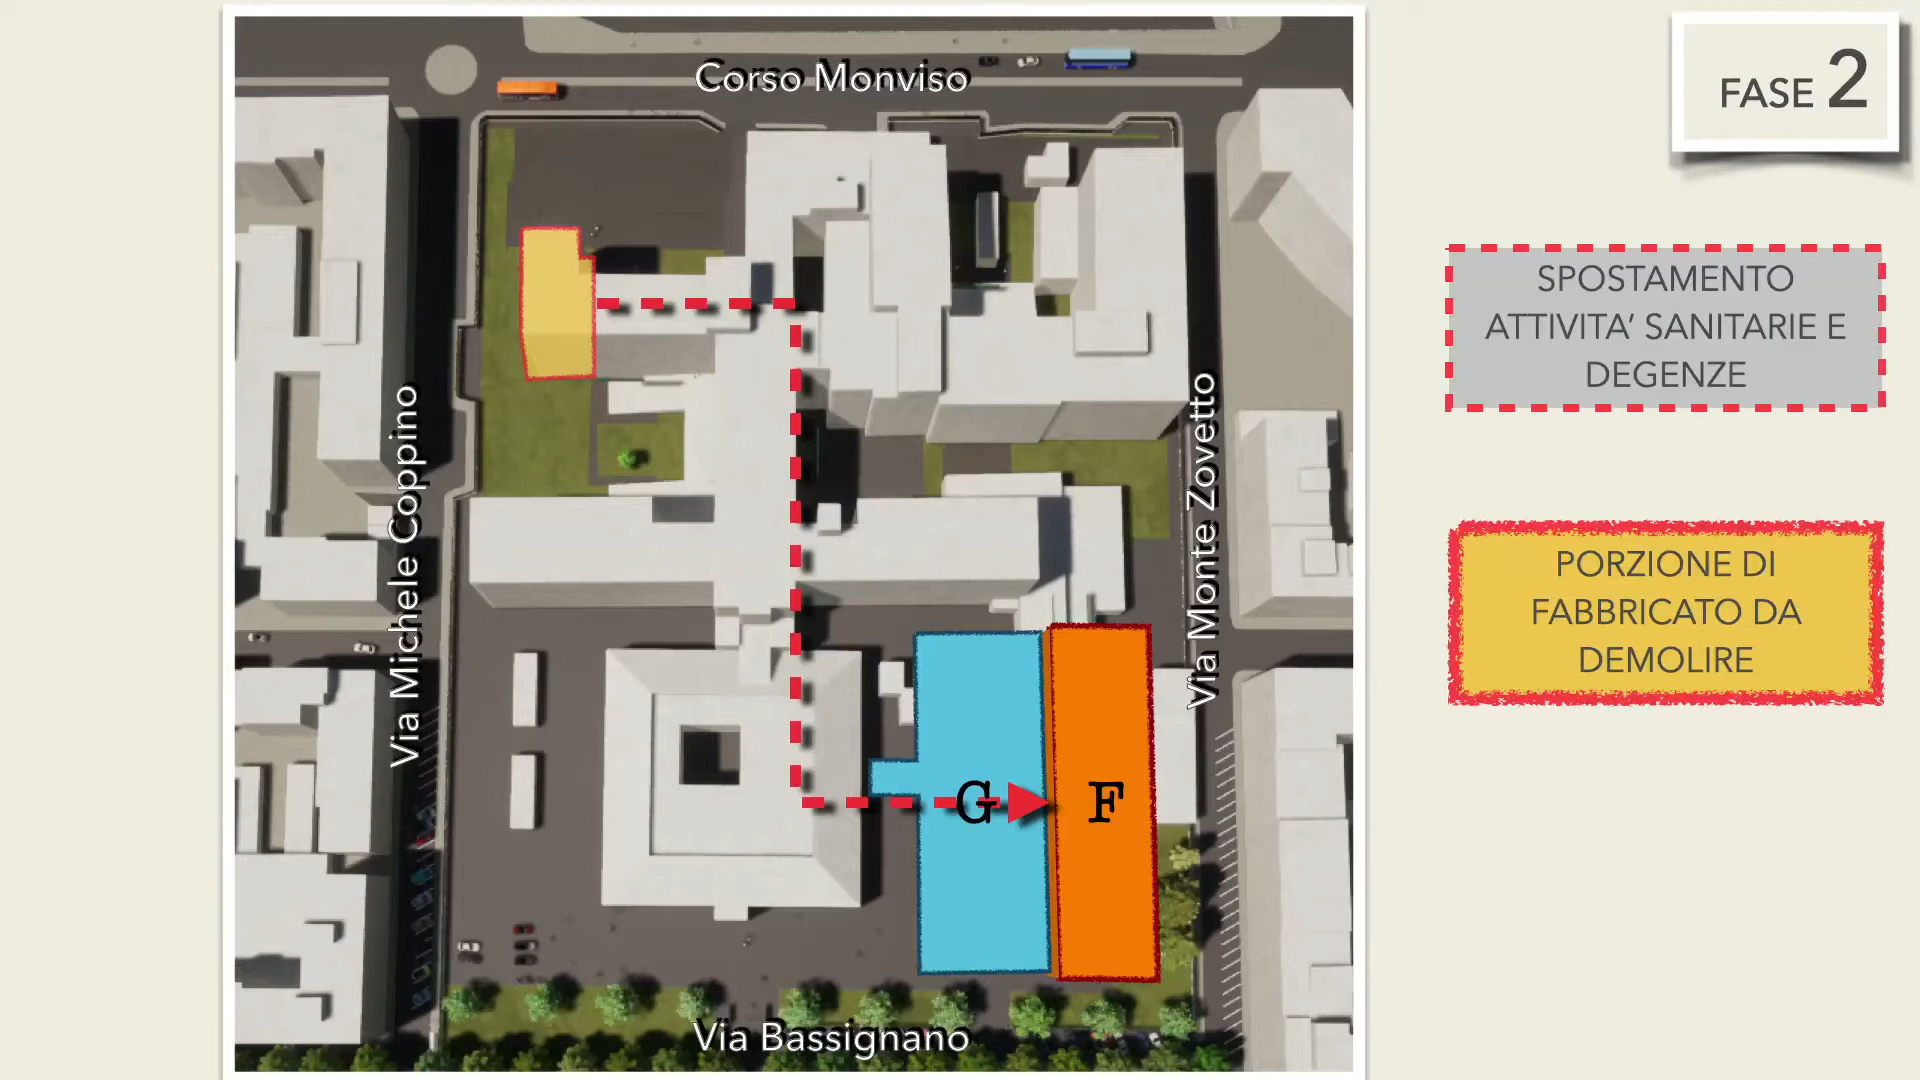 Corso Monviso
FASE 2
SPOSTAMENTO
ATTIVITA’ SANITARIE E
DEGENZE
Via Michele Coppino
Via Monte Zovetto
PORZIONE DI
FABBRICATO DA
DEMOLIRE
G
F
Via Bassignano